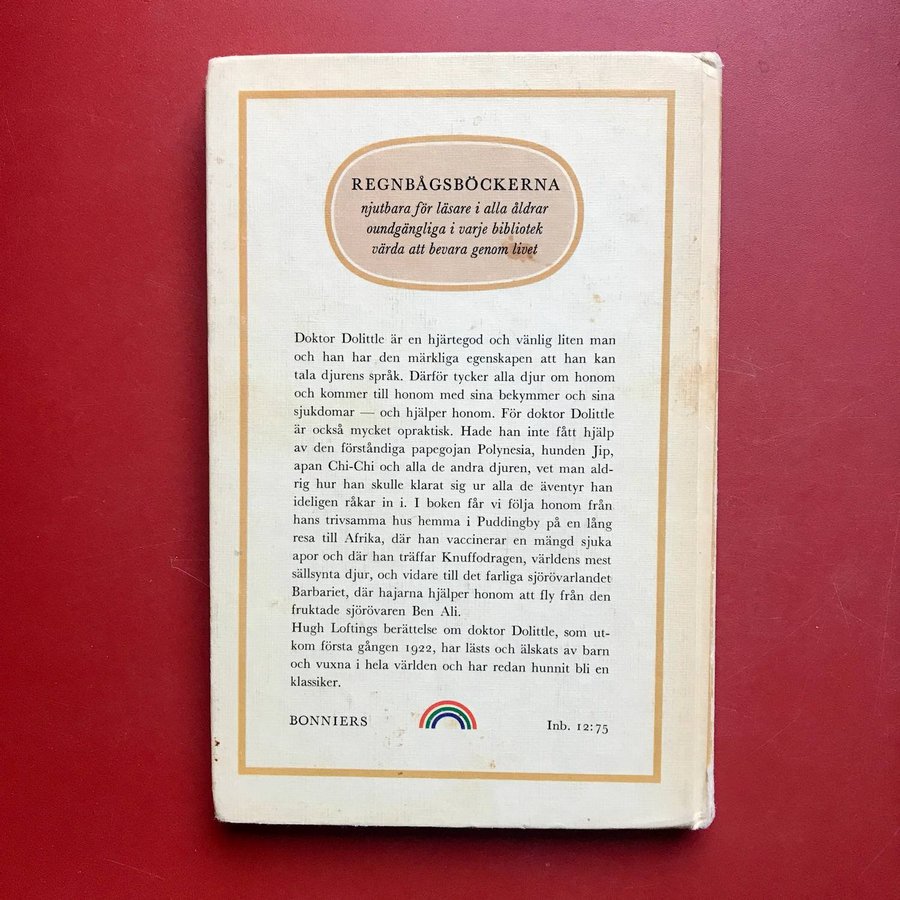 REGNBÅGSBÖCKERNA
njutbara för läsare i alla åldrar
oundgängliga i varje bibliotek
värda att bevara genom livet
Doktor Dolittle är en hjärtegod och vänlig liten man
och han har den märkliga egenskapen att han kan
tala djurens språk. Därför tycker alla djur om honom
och kommer till honom med sina bekymmer och sina
sjukdomar — och hjälper honom. För doktor Dolittle
är också mycket opraktisk. Hade han inte fått hjälp
av den förståndiga papegojan Polynesia, hunden Jip,
apan Chi-Chi och alla de andra djuren, vet man ald-
rig hur han skulle klarat sig ur alla de äventyr han
ideligen råkar in i. I boken får vi följa honom från
hans trivsamma hus hemma i Puddingby på en lång
resa till Afrika, där han vaccinerar en mängd sjuka
apor och där han träffar Knuffodragen, världens mest
sällsynta djur, och vidare till det farliga sjörövarlandet
Barbariet, där hajarna hjälper honom att fly från den
fruktade sjörövaren Ben Ali.
Hugh Loftings berättelse om doktor Dolittle, som ut-
kom första gången 1922, har lästs och älskats av barn
och vuxna i hela världen och har redan hunnit bli en
klassiker.
BONNIERS
Inb. 12:75